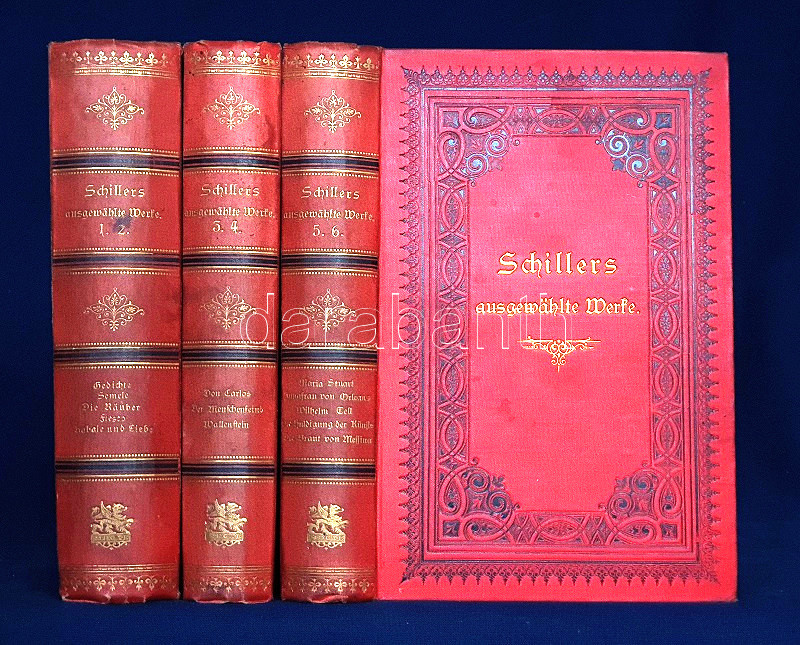 Schillers
ausgewählte Werke.
1. 2.
Gedichte
Semele
Die Räuber
Fiesco
Kabale und Liebe
Schillers
ausgewählte Werke.
3. 4.
Don Carlos
Der Menschenfeind
Wallenstein
Schillers
ausgewählte Werke.
5. 6.
Maria Stuart
Jungfrau von Orleans
Wilhelm Tell
Huldigung der Künste
Braut von Messina
Schillers
ausgewählte Werke.
darabanth